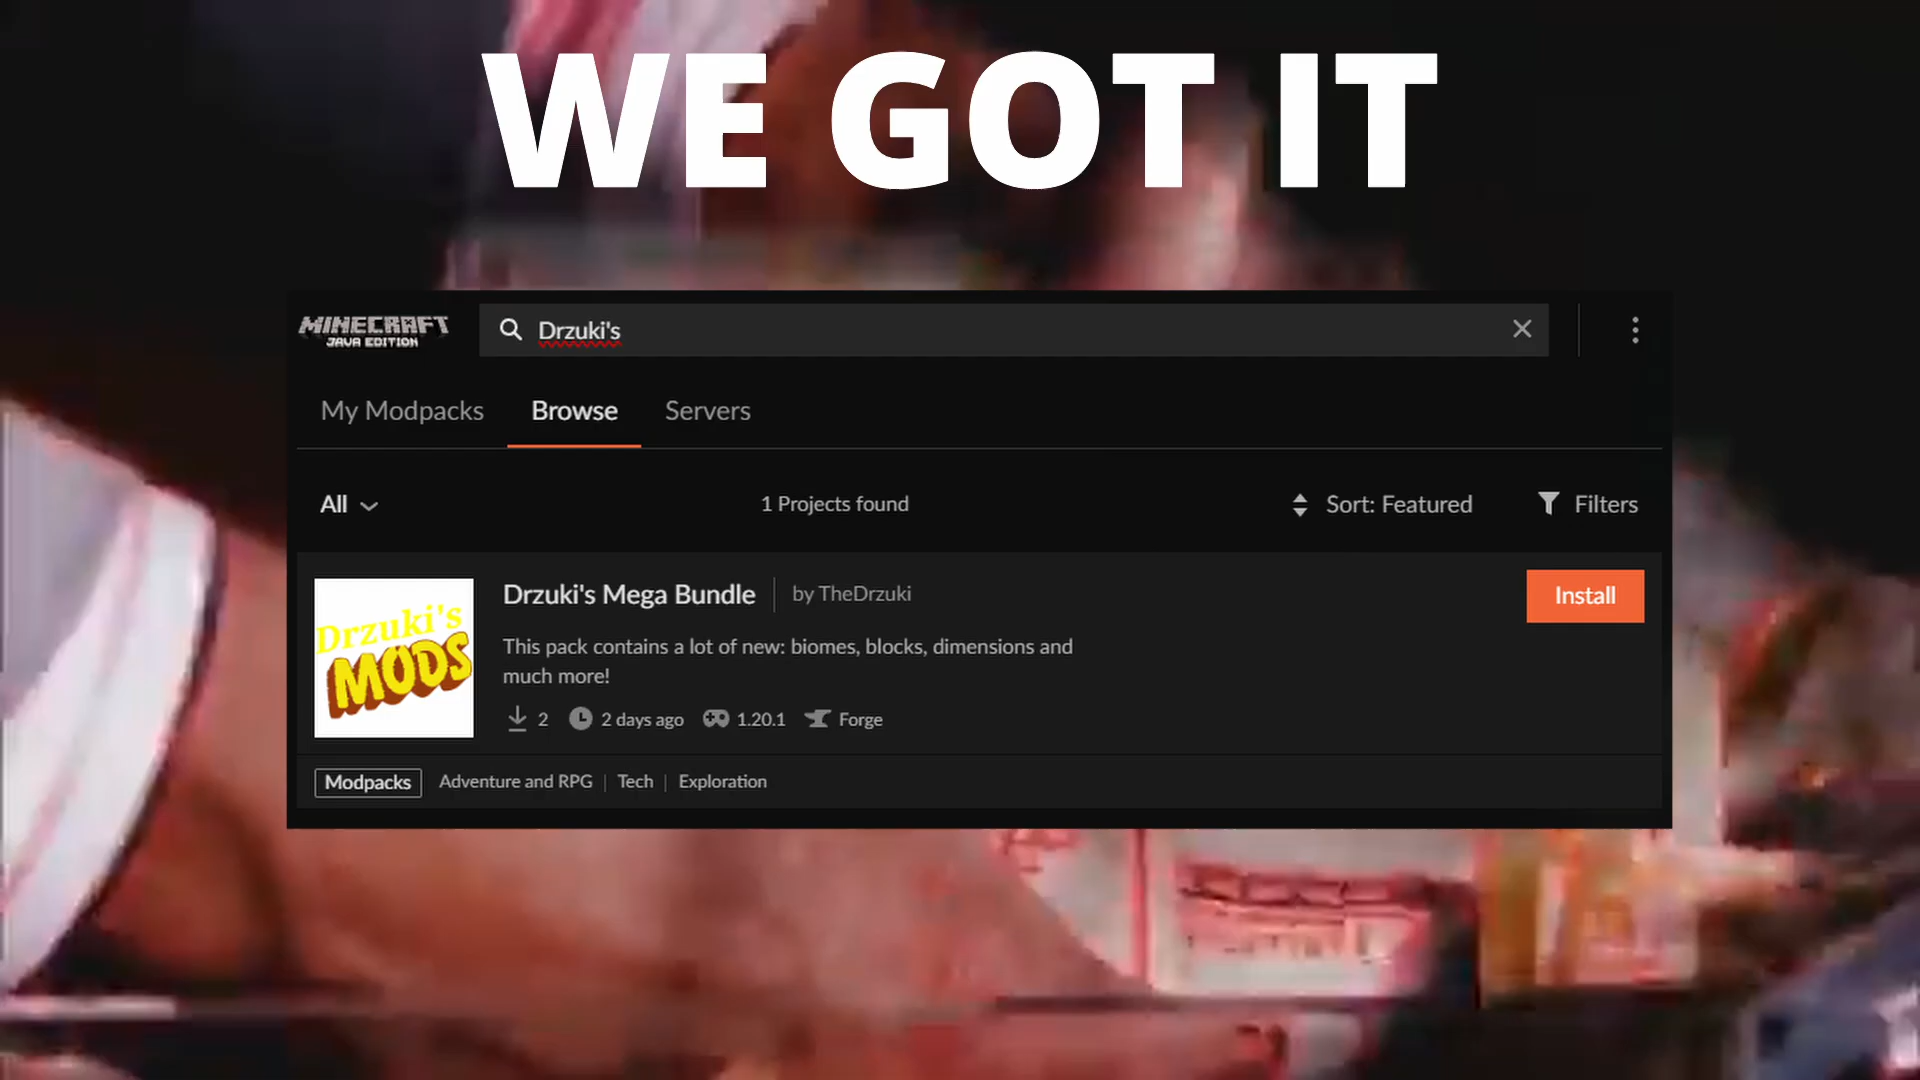 WE GOT IT
MINECRAFT
JAVA EDITION
Drzuki's
My Modpacks Browse Servers
All 1 Projects found Sort: Featured Filters
Drzuki's Mega Bundle by TheDrzuki Install
Drzuki's
MODS
This pack contains a lot of new: biomes, blocks, dimensions and
much more!
2 2 days ago 1.20.1 Forge
Modpacks Adventure and RPG Tech Exploration